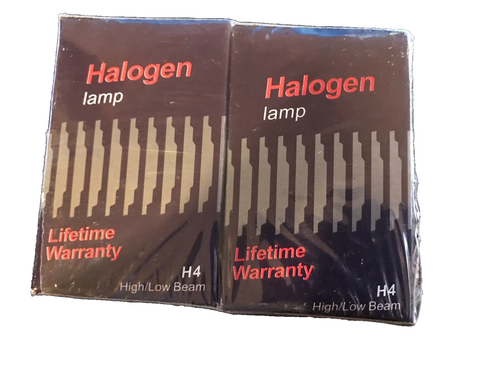 Halogen
lamp
Lifetime
Warranty
H4
High/Low Beam
Halogen
lamp
Lifetime
Warranty
H4
High/Low Beam